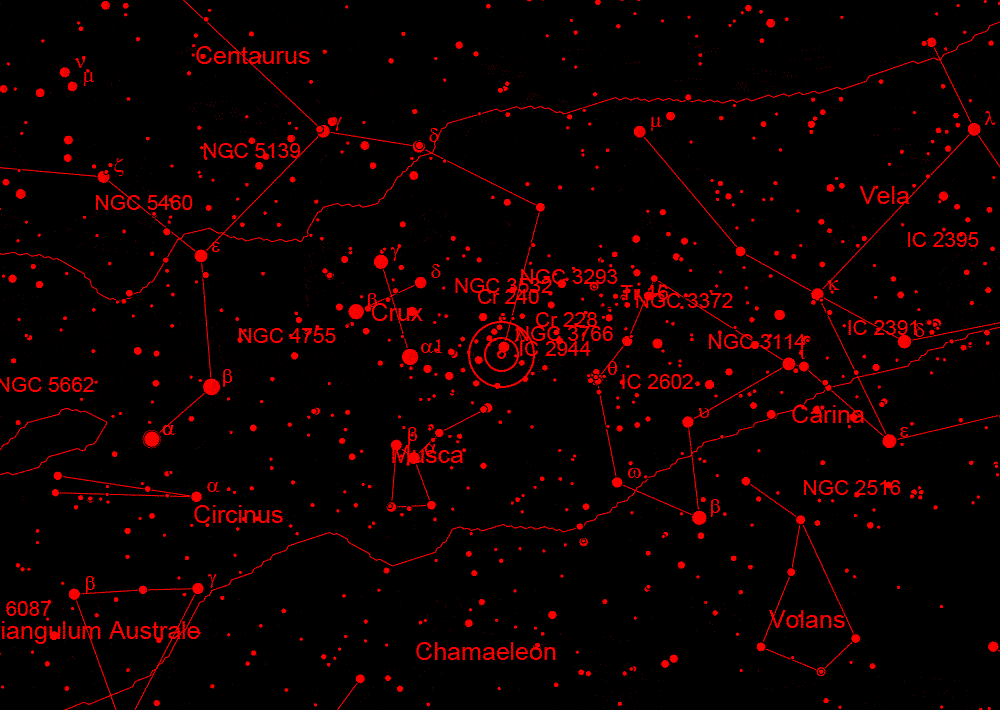 Centaurus
ν
μ
γ
NGC 5139
δ
μ
λ
ζ
NGC 5460
Vela
ε
IC 2395
γ
δ
NGC 3532
NGC 3293
Cr 240
NGC 3372
κ
β
Crux
Cr 228
NGC 4755
NGC 3766
IC 2944
α1
NGC 3114
ι
IC 2391
δ
θ
IC 2602
β
NGC 5662
υ
Carina
α
β
α
Musca
ε
ω
α
Circinus
NGC 2516
β
β
γ
6087
iangulum Australe
Volans
Chamaeleon